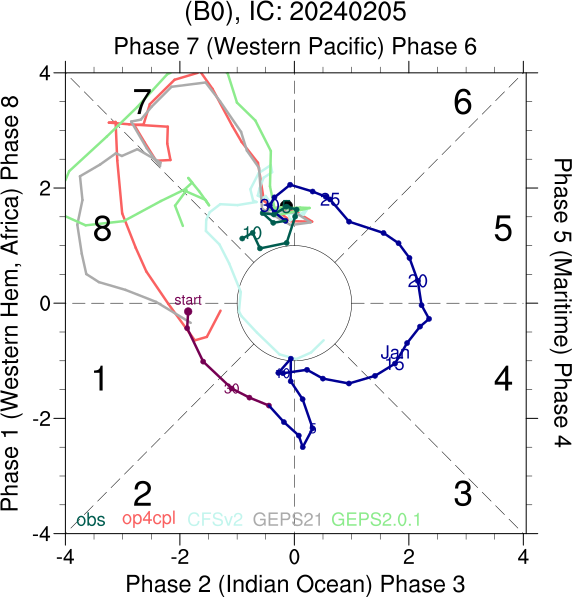 (B0), IC: 20240205
Phase 7 (Western Pacific) Phase 6
Phase 1 (Western Hem, Africa) Phase 8
Phase 5 (Maritime) Phase 4
4
2
0
-2
-4
7
6
8
5
1
4
2
3
30
25
10
20
start
Jan
15
30
5
obs op4cpl CFSv2 GEPS21 GEPS2.0.1
-4 -2 0 2 4
Phase 2 (Indian Ocean) Phase 3